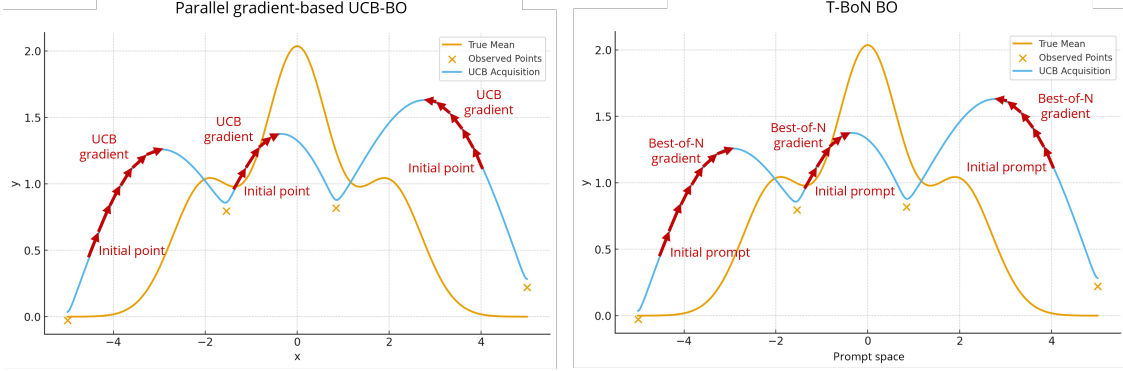 Parallel gradient-based UCB-BO
True Mean
Observed Points
UCB Acquisition
UCB
gradient
UCB
gradient
UCB
gradient
Initial point
Initial point
Initial point
y
2.0
1.5
1.0
0.5
0.0
−4
−2
0
2
4
x
T-BoN BO
True Mean
Observed Points
UCB Acquisition
Best-of-N
gradient
Best-of-N
gradient
Best-of-N
gradient
Initial prompt
Initial prompt
Initial prompt
y
2.0
1.5
1.0
0.5
0.0
−4
−2
0
2
4
Prompt space